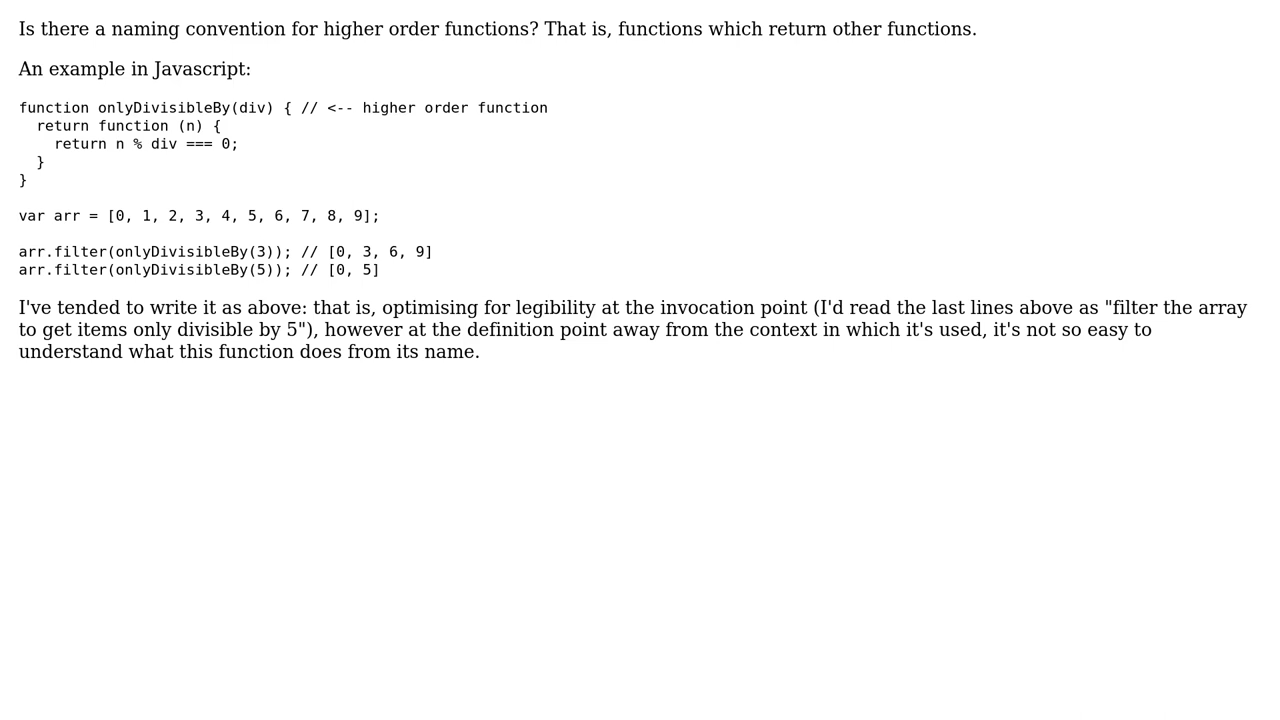 Is there a naming convention for higher order functions? That is, functions which return other functions.
An example in Javascript:
function onlyDivisibleBy(div) { // <-- higher order function
  return function (n) {
    return n % div === 0;
  }
}
var arr = [0, 1, 2, 3, 4, 5, 6, 7, 8, 9];
arr.filter(onlyDivisibleBy(3)); // [0, 3, 6, 9]
arr.filter(onlyDivisibleBy(5)); // [0, 5]
I've tended to write it as above: that is, optimising for legibility at the invocation point (I'd read the last lines above as "filter the array
to get items only divisible by 5"), however at the definition point away from the context in which it's used, it's not so easy to
understand what this function does from its name.